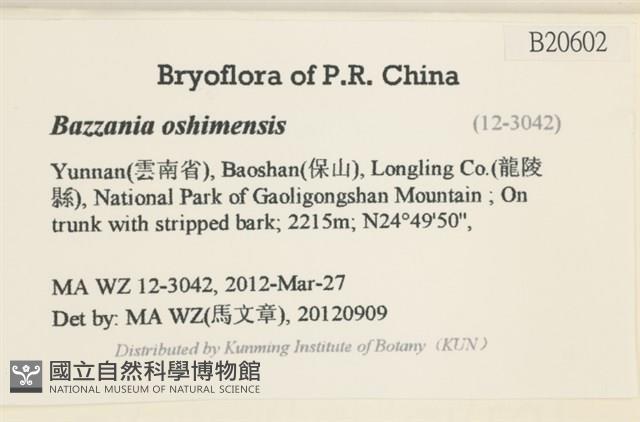 B20602
Bryoflora of P.R. China
Bazzania oshimensis (12-3042)
Yunnan(雲南省), Baoshan(保山), Longling Co.(龍陵
縣), National Park of Gaoligongshan Mountain ; On
trunk with stripped bark; 2215m; N24°49'50",
MA WZ 12-3042, 2012-Mar-27
Det by: MA WZ(馬文章), 20120909
Distributed by Kunming Institute of Botany（KUN）
國立自然科學博物館
NATIONAL MUSEUM OF NATURAL SCIENCE